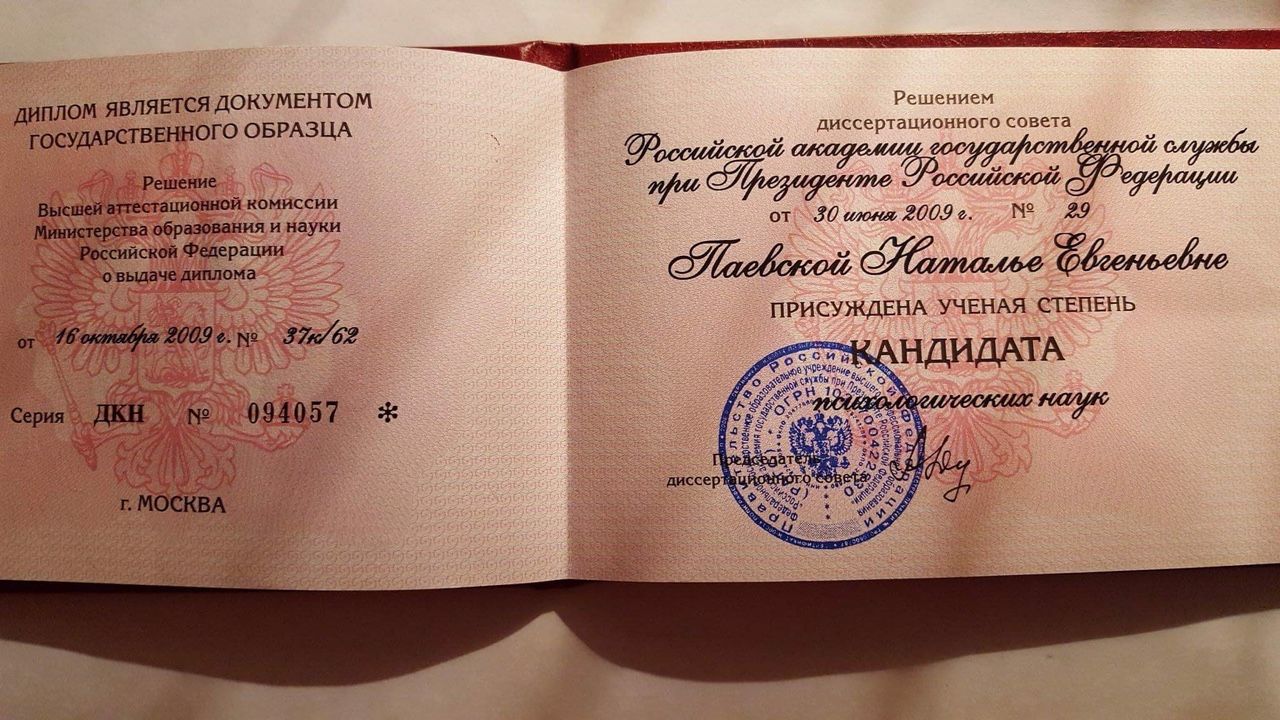 ДИПЛОМ ЯВЛЯЕТСЯ ДОКУМЕНТОМ
ГОСУДАРСТВЕННОГО ОБРАЗЦА
Решение
Высшей аттестационной комиссии
Министерства образования и науки
Российской Федерации
о выдаче диплома
от 16 октября 2009 г. № 37к/62
Серия ДКН № 094057 *
г. МОСКВА
Решением
диссертационного совета
Российской академии государственной службы
при Президенте Российской Федерации
от 30 июня 2009 г. № 29
Паевской Наталье Евгеньевне
ПРИСУЖДЕНА УЧЕНАЯ СТЕПЕНЬ
КАНДИДАТА
психологических наук
Председатель
диссертационного совета
Правительство Российской Федерации